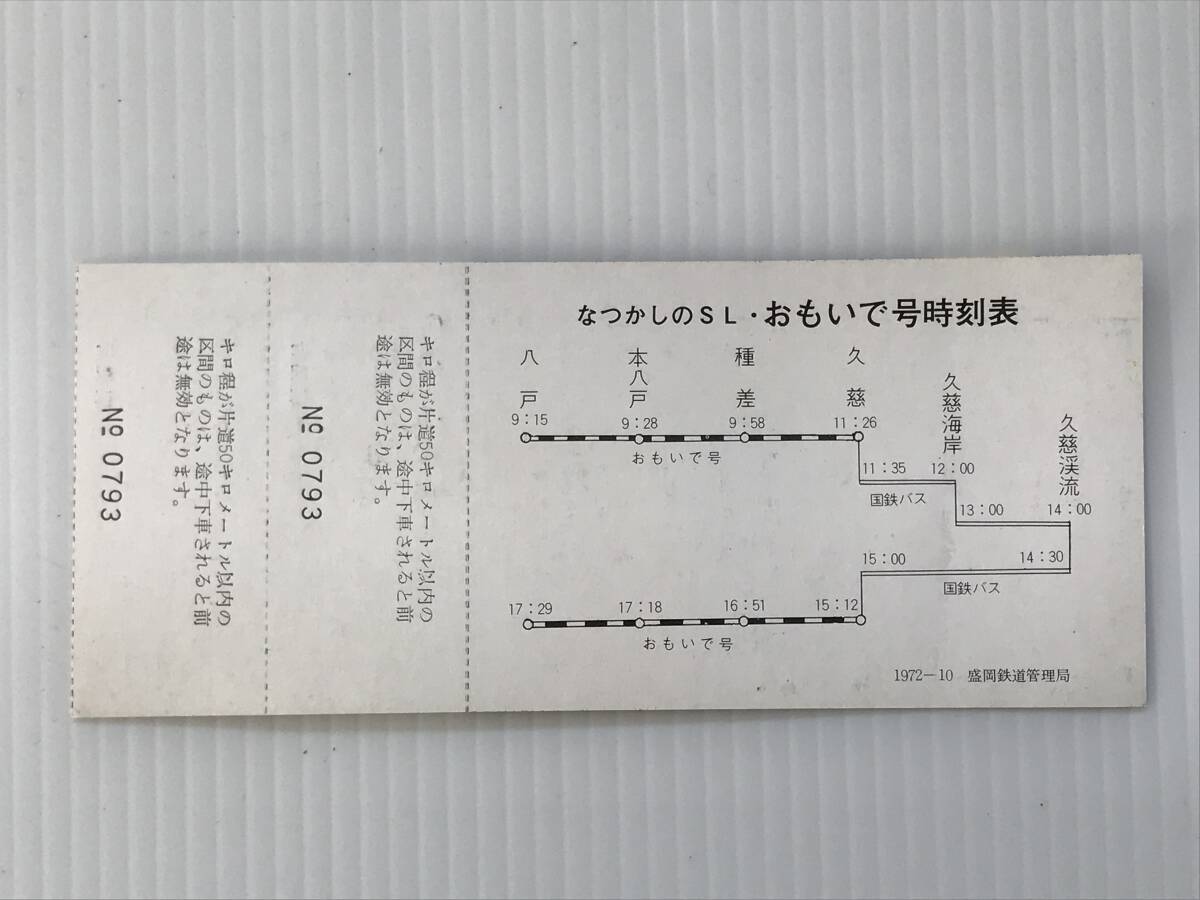 なつかしのSL・おもいで号時刻表
八戸
本八戸
種差
久慈
久慈海岸
久慈渓流
9:15
9:28
9:58
11:26
おもいで号
11:35
12:00
国鉄バス
13:00
14:00
15:00
14:30
国鉄バス
17:29
17:18
16:51
15:12
おもいで号
1972-10 盛岡鉄道管理局
キロ程が片道50キロメートル以内の
区間のものは、途中下車されると前
途は無効となります。
№ 0793
キロ程が片道50キロメートル以内の
区間のものは、途中下車されると前
途は無効となります。
№ 0793